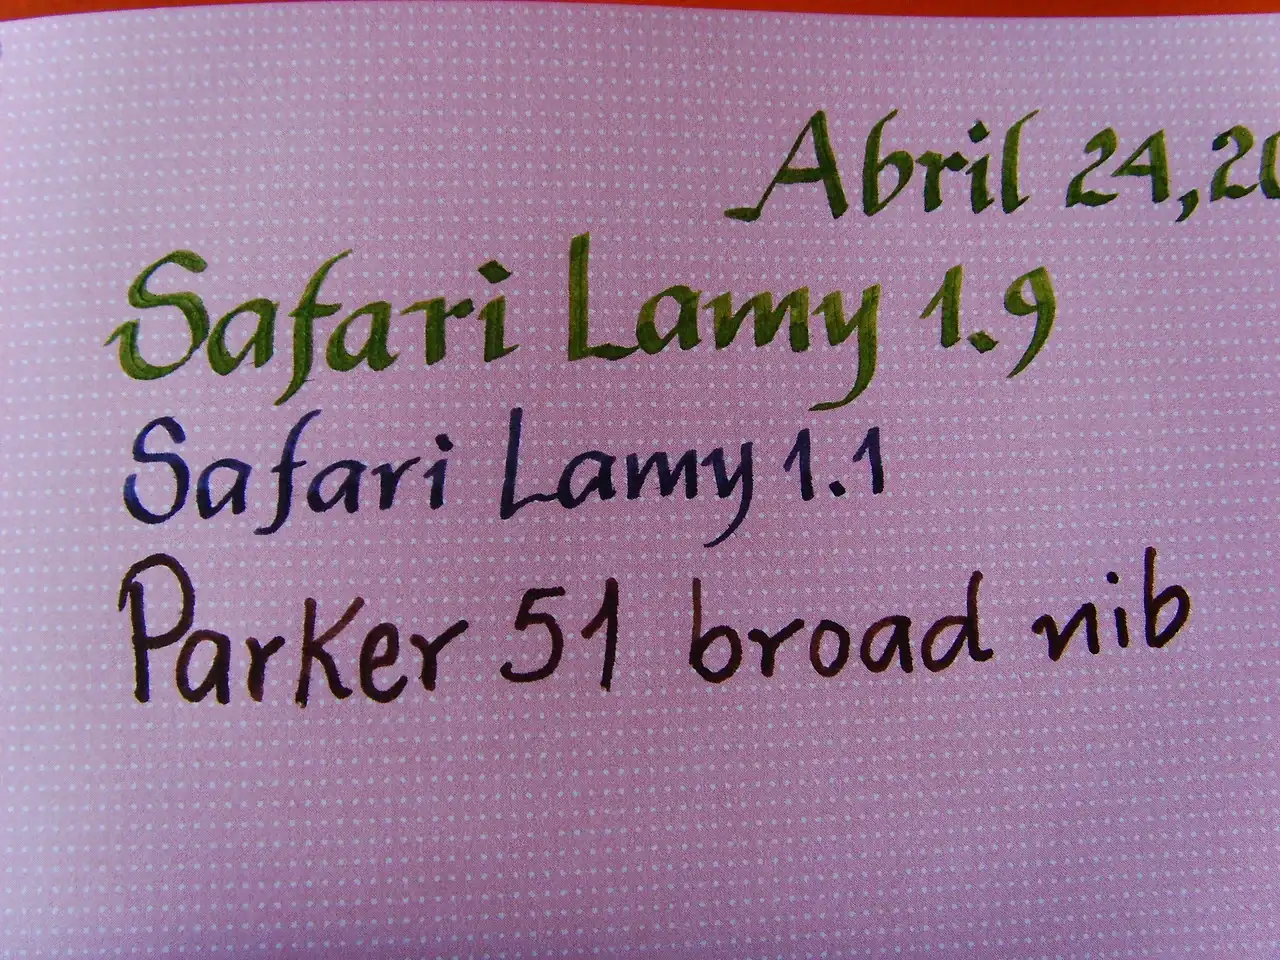 Abril 24, 20
Safari Lamy 1.9
Safari Lamy 1.1
Parker 51 broad nib